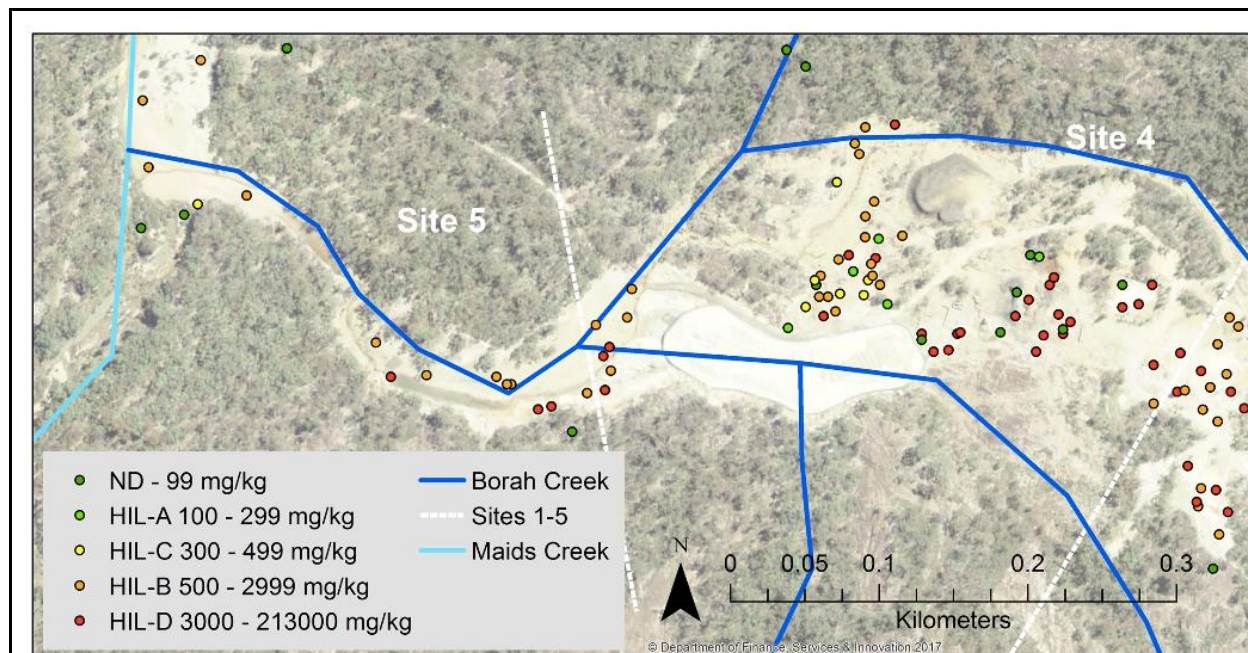 Site 4
Site 5
ND - 99 mg/kg
HIL-A 100 - 299 mg/kg
HIL-C 300 - 499 mg/kg
HIL-B 500 - 2999 mg/kg
HIL-D 3000 - 213000 mg/kg
Borah Creek
Sites 1-5
Maids Creek
N
0 0.05 0.1 0.2 0.3
Kilometers
© Department of Finance, Services & Innovation 2017